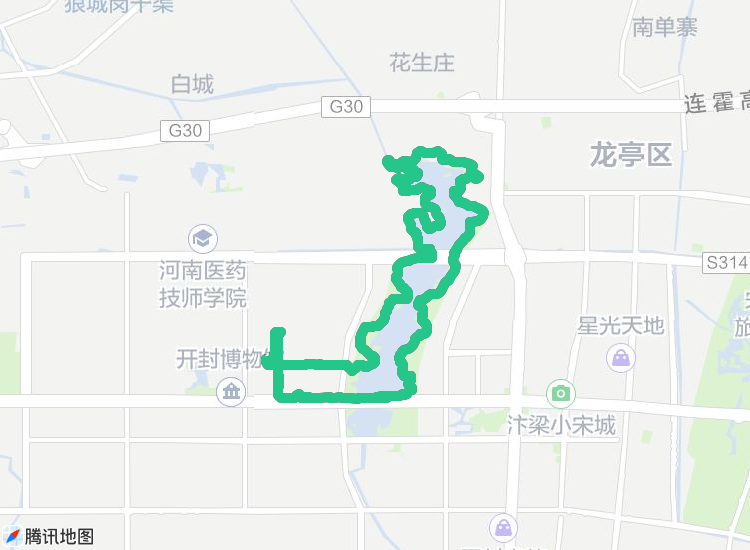 狼城岗干渠
南单寨
花生庄
白城
G30
连霍高
G30
龙亭区
S314
河南医药
技师学院
星光天地
开封博物
汴梁小宋城
腾讯地图